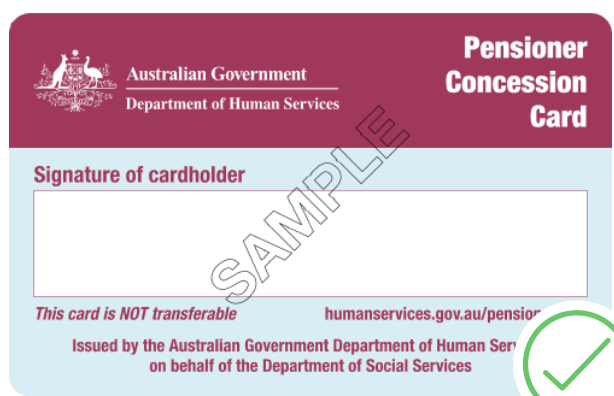 Australian Government
Department of Human Services
Pensioner
Concession
Card
Signature of cardholder
SAMPLE
This card is NOT transferable
humanservices.gov.au/pension
Issued by the Australian Government Department of Human Ser
on behalf of the Department of Social Services